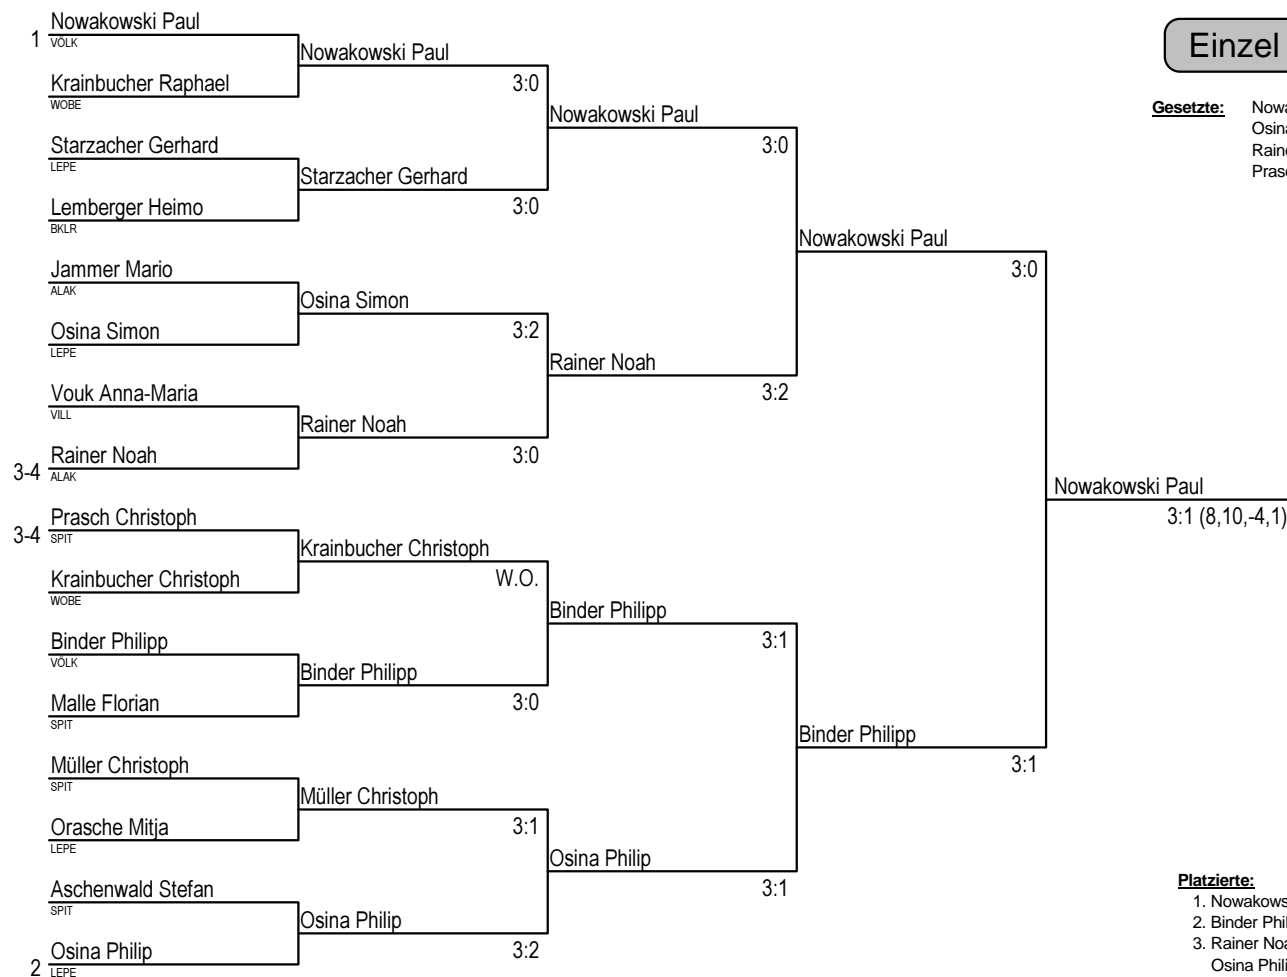 Nowakowski Paul
1 VÖLK
Nowakowski Paul
Krainbucher Raphael 3:0
WOBE
Nowakowski Paul
Starzacher Gerhard 3:0
LEPE
Starzacher Gerhard
Lemberger Heimo 3:0
BKLR
Nowakowski Paul
Jammer Mario 3:0
ALAK
Osina Simon
Osina Simon 3:2
LEPE
Rainer Noah
Vouk Anna-Maria 3:2
VILL
Rainer Noah
Rainer Noah 3:0
3-4 ALAK
Nowakowski Paul
3:1 (8,10,-4,1)
Prasch Christoph
3-4 SPIT
Krainbucher Christoph
Krainbucher Christoph W.O.
WOBE
Binder Philipp
Binder Philipp 3:1
VÖLK
Binder Philipp
Malle Florian 3:0
SPIT
Binder Philipp
Müller Christoph 3:1
SPIT
Müller Christoph
Orasche Mitja 3:1
LEPE
Osina Philip
Aschenwald Stefan 3:1
SPIT
Osina Philip
Osina Philip 3:2
2 LEPE
Einzel
Gesetzte: Nowa
Osina
Raine
Prasc
Platzierte:
1. Nowakows
2. Binder Phil
3. Rainer Noa
Osina Phili